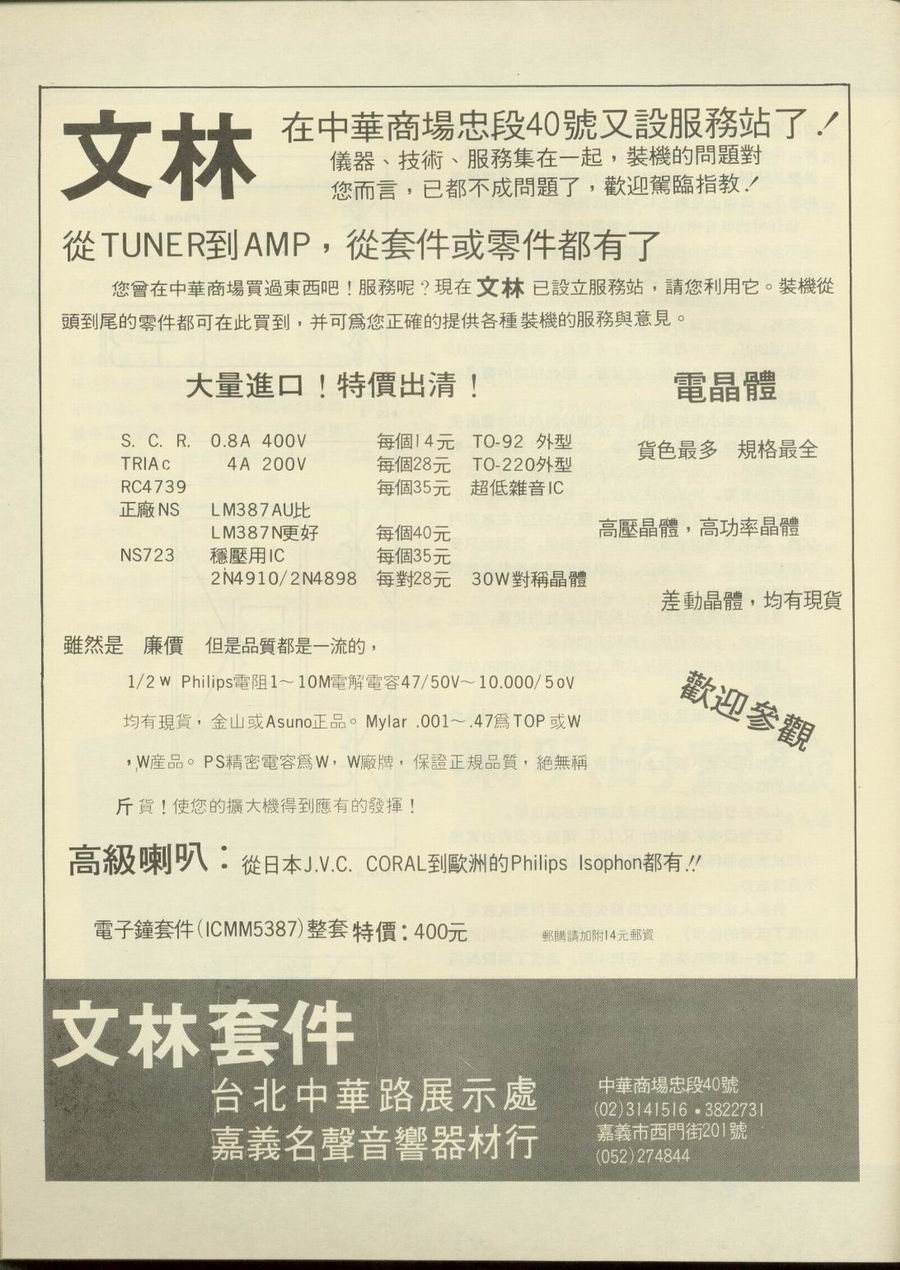 文林
在中華商場忠段40號又設服務站了！
儀器、技術、服務集在一起，裝機的問題對
您而言，已都不成問題了，歡迎駕臨指教！
從TUNER到AMP，從套件或零件都有了
您曾在中華商場買過東西吧！服務呢？現在 文林 已設立服務站，請您利用它。裝機從
頭到尾的零件都可在此買到，并可爲您正確的提供各種裝機的服務與意見。
大量進口！特價出清！
S. C. R. 0.8A 400V 每個14元 TO-92 外型
TRIAc 4A 200V 每個28元 TO-220外型
RC4739 每個35元 超低雜音IC
正廠NS LM387AU比
LM387N更好 每個40元
NS723 穩壓用IC 每個35元
2N4910/2N4898 每對28元 30W對稱晶體
電晶體
貨色最多 規格最全
高壓晶體，高功率晶體
差動晶體，均有現貨
雖然是 廉價 但是品質都是一流的，
1/2w Philips電阻1～10M電解電容47/50V～10.000/5oV
均有現貨，金山或Asuno正品。Mylar .001～.47爲TOP或W
，W産品。PS精密電容爲W，W廠牌，保證正規品質，絕無稱
斤貨！使您的擴大機得到應有的發揮！
歡迎參觀
高級喇叭：從日本J.V.C. CORAL到歐洲的Philips Isophon都有！！
電子鐘套件(ICMM5387)整套 特價：400元 郵購請加附14元郵資
文林套件
台北中華路展示處
嘉義名聲音響器材行
中華商場忠段40號
(02)3141516•3822731
嘉義市西門街201號
(052)274844